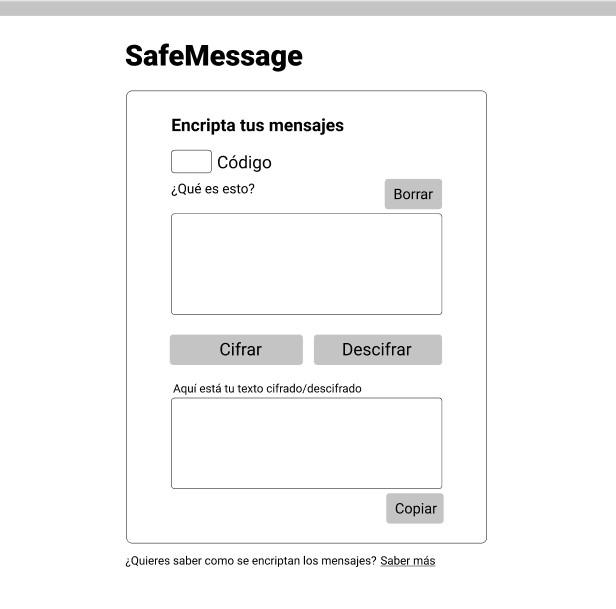 SafeMessage
Encripta tus mensajes
Código
¿Qué es esto?
Borrar
Cifrar
Descifrar
Aquí está tu texto cifrado/descifrado
Copiar
¿Quieres saber como se encriptan los mensajes? Saber más